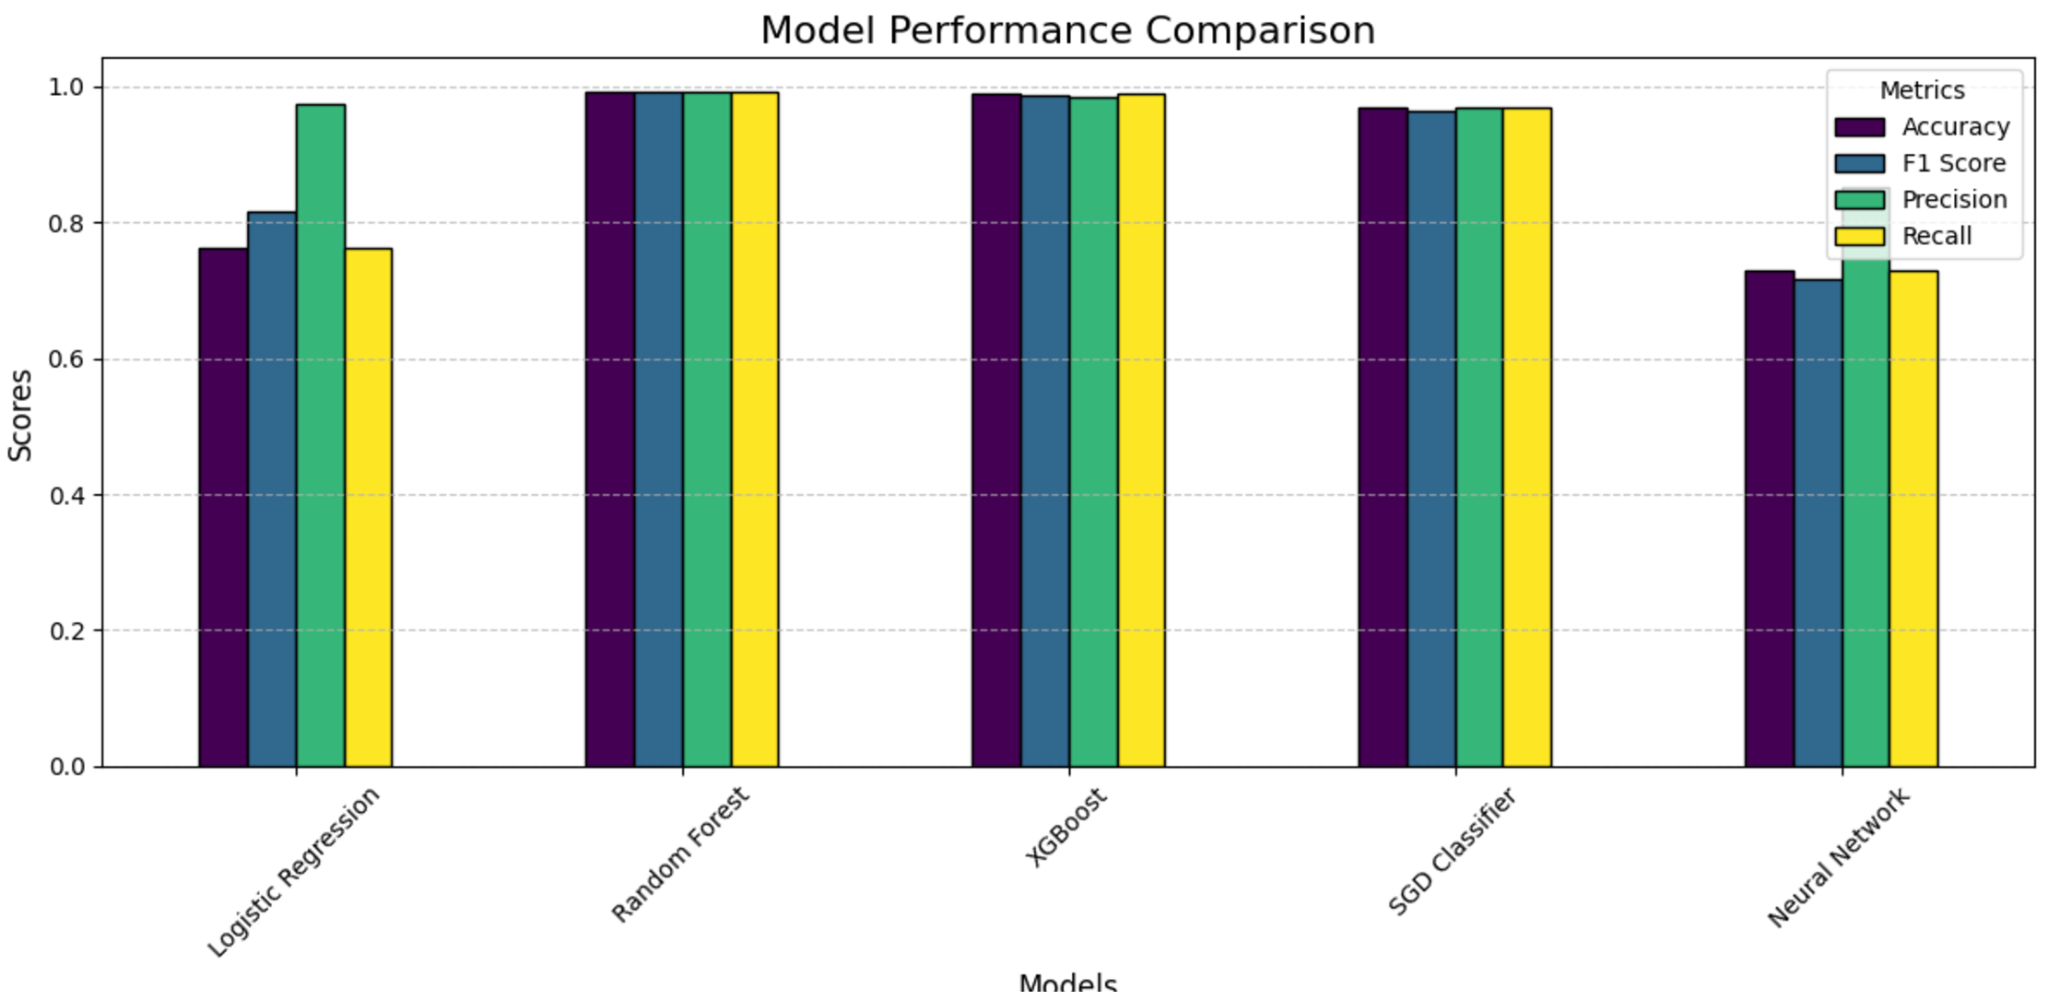 Model Performance Comparison
1.0
0.8
0.6
0.4
0.2
0.0
Scores
Metrics
Accuracy
F1 Score
Precision
Recall
Logistic Regression
Random Forest
XGBoost
SGD Classifier
Neural Network
Models